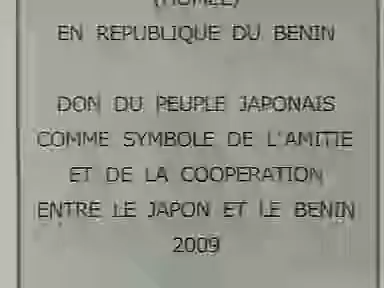 EN REPUBLIQUE DU BENIN
DON DU PEUPLE JAPONAIS
COMME SYMBOLE DE L'AMITIE
ET DE LA COOPERATION
ENTRE LE JAPON ET LE BENIN
2009